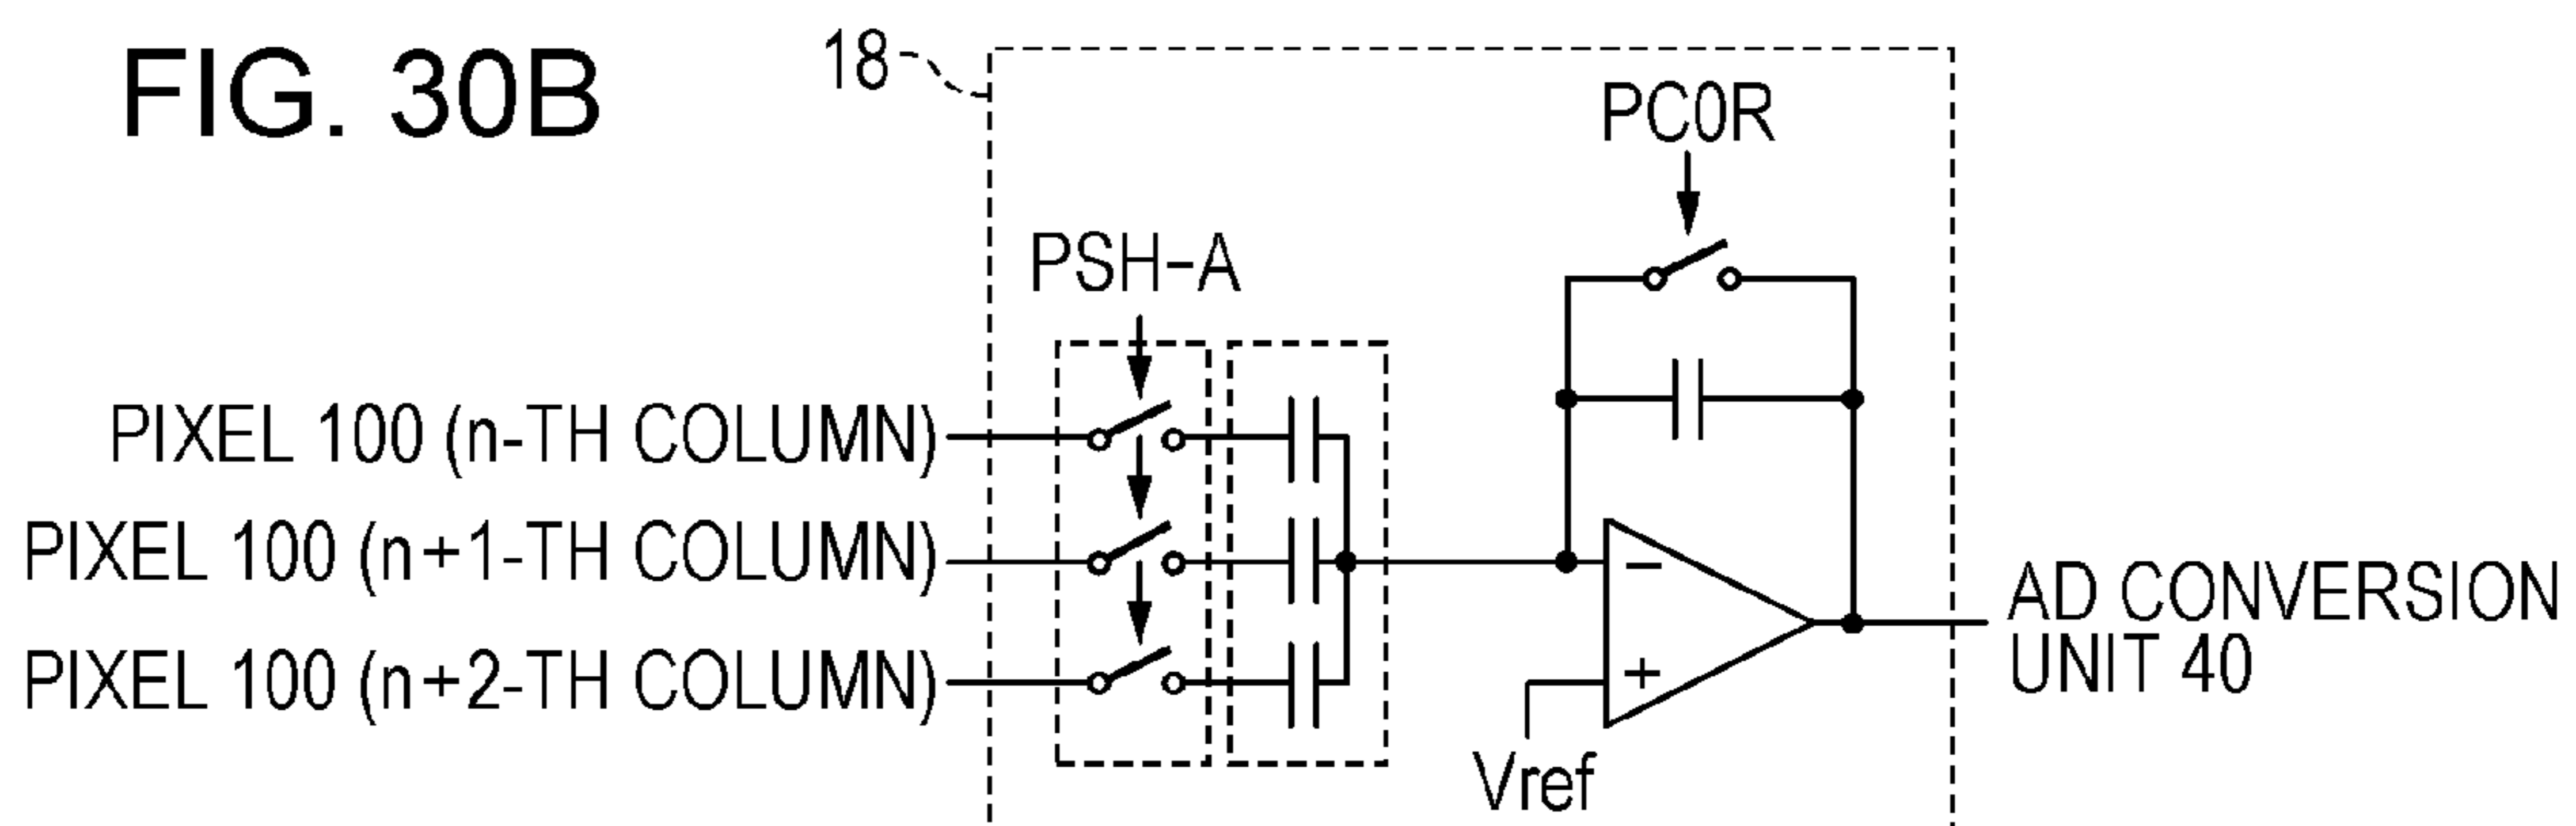 FIG. 30B
18
PC0R
PSH-A
PIXEL 100 (n-TH COLUMN)
PIXEL 100 (n+1-TH COLUMN)
PIXEL 100 (n+2-TH COLUMN)
−
+
Vref
AD CONVERSION
UNIT 40